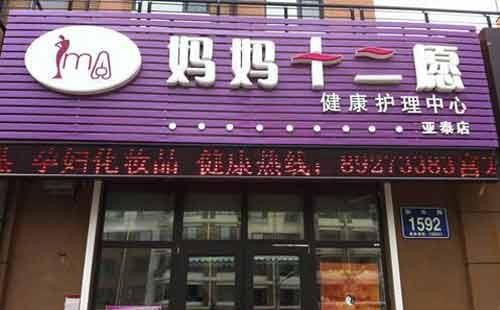 ima 妈妈十二愿
健康护理中心
亚泰店
孕妇化妆品 健康热线：89273383
1592